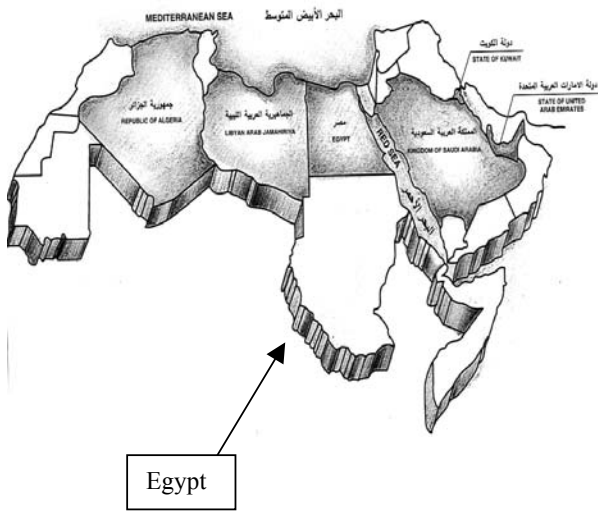 MEDITERRANEAN SEA البحر الأبيض المتوسط
دولة الكويت
STATE OF KUWAIT
دولة الامارات العربية المتحدة
STATE OF UNITED
ARAB EMIRATES
جمهورية الجزائر
REPUBLIC OF ALGERIA
الجماهيرية العربية الليبية
LIBYAN ARAB JAMAHIRIYA
مصر
EGYPT
RED SEA
البحر الأحمر
المملكة العربية السعودية
KINGDOM OF SAUDI ARABIA
Egypt